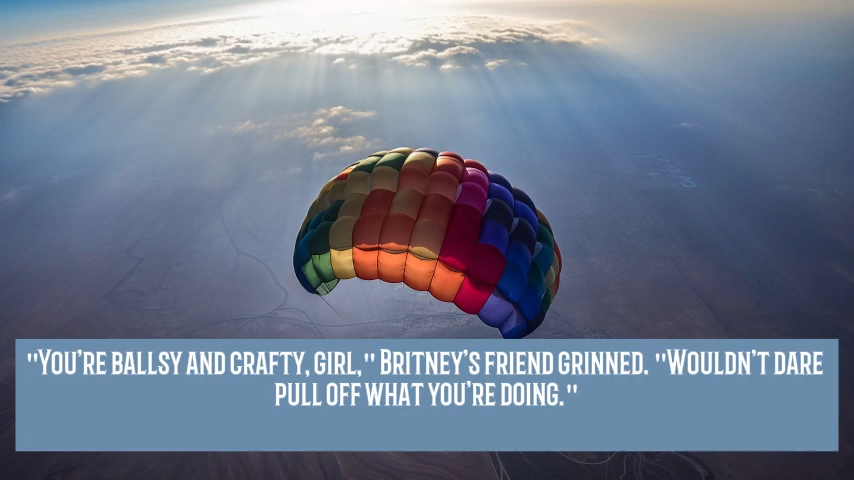 "You’re ballsy and crafty, girl," Britney’s friend grinned. "Wouldn’t dare
pull off what you’re doing."